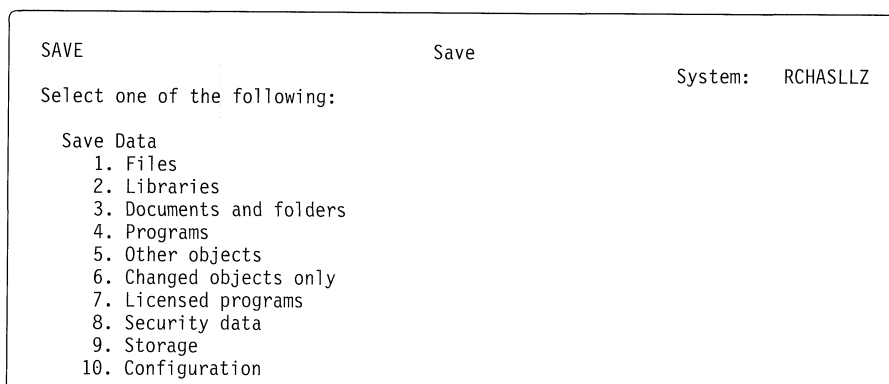 SAVE Save
System: RCHASLLZ
Select one of the following:
Save Data
1. Files
2. Libraries
3. Documents and folders
4. Programs
5. Other objects
6. Changed objects only
7. Licensed programs
8. Security data
9. Storage
10. Configuration